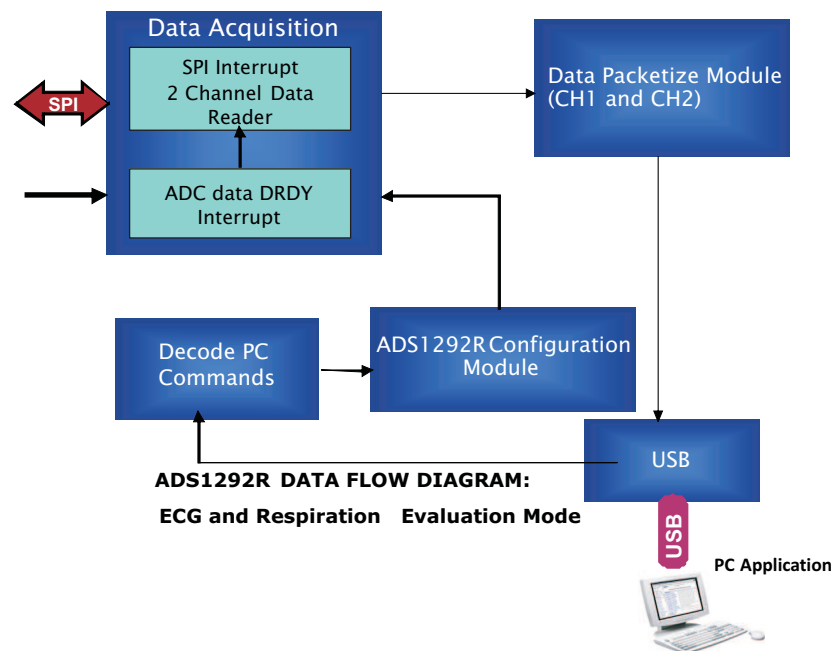 Data Acquisition
SPI Interrupt
2 Channel Data
Reader
SPI
ADC data DRDY
Interrupt
Data Packetize Module
(CH1 and CH2)
Decode PC
Commands
ADS1292R Configuration
Module
USB
ADS1292R DATA FLOW DIAGRAM:
ECG and Respiration Evaluation Mode
USB
PC Application